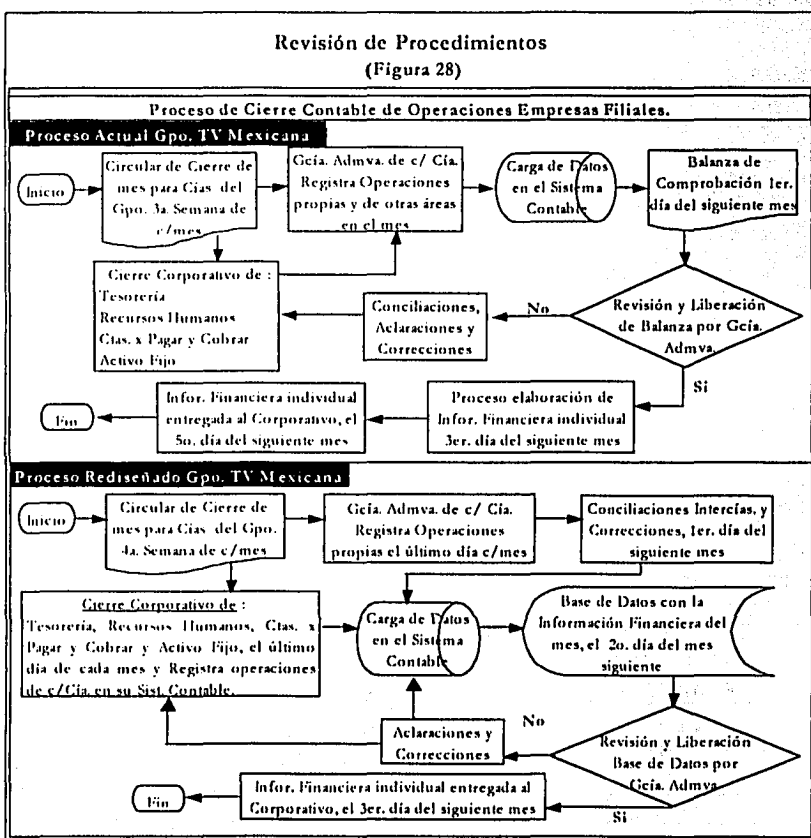 Revisión de Procedimientos
(Figura 28)
Proceso de Cierre Contable de Operaciones Empresas Filiales.
Proceso Actual Gpo. TV Mexicana
Inicio
Circular de Cierre de
mes para Cías del
Gpo. 3a. Semana de
c/mes
Gcía. Admva. de c/ Cía.
Registra Operaciones
propias y de otras áreas
en el mes
Carga de Datos
en el Sistema
Contable
Balanza de
Comprobación 1er.
día del siguiente mes
Cierre Corporativo de :
Tesorería
Recursos Humanos
Ctas. x Pagar y Cobrar
Activo Fijo
Conciliaciones,
Aclaraciones y
Correcciones
No
Revisión y Liberación
de Balanza por Gcía.
Admva.
Si
Fin
Infor. Financiera individual
entregada al Corporativo, el
5o. día del siguiente mes
Proceso elaboración de
Infor. Financiera individual
3er. día del siguiente mes
Proceso Rediseñado Gpo. TV Mexicana
Inicio
Circular de Cierre de
mes para Cías del Gpo.
4a. Semana de c/mes
Gcía. Admva. de c/ Cía.
Registra Operaciones
propias el último día c/mes
Conciliaciones Intercías. y
Correcciones, 1er. día del
siguiente mes
Cierre Corporativo de :
Tesorería, Recursos Humanos, Ctas. x
Pagar y Cobrar y Activo Fijo, el último
día de cada mes y Registra operaciones
de c/Cía. en su Sist. Contable.
Carga de Datos
en el Sistema
Contable
Base de Datos con la
Información Financiera del
mes, el 2o. día del mes
siguiente
No
Aclaraciones y
Correcciones
Revisión y Liberación
Base de Datos por
Gcía. Admva.
Fin
Infor. Financiera individual entregada al
Corporativo, el 3er. día del siguiente mes
Si